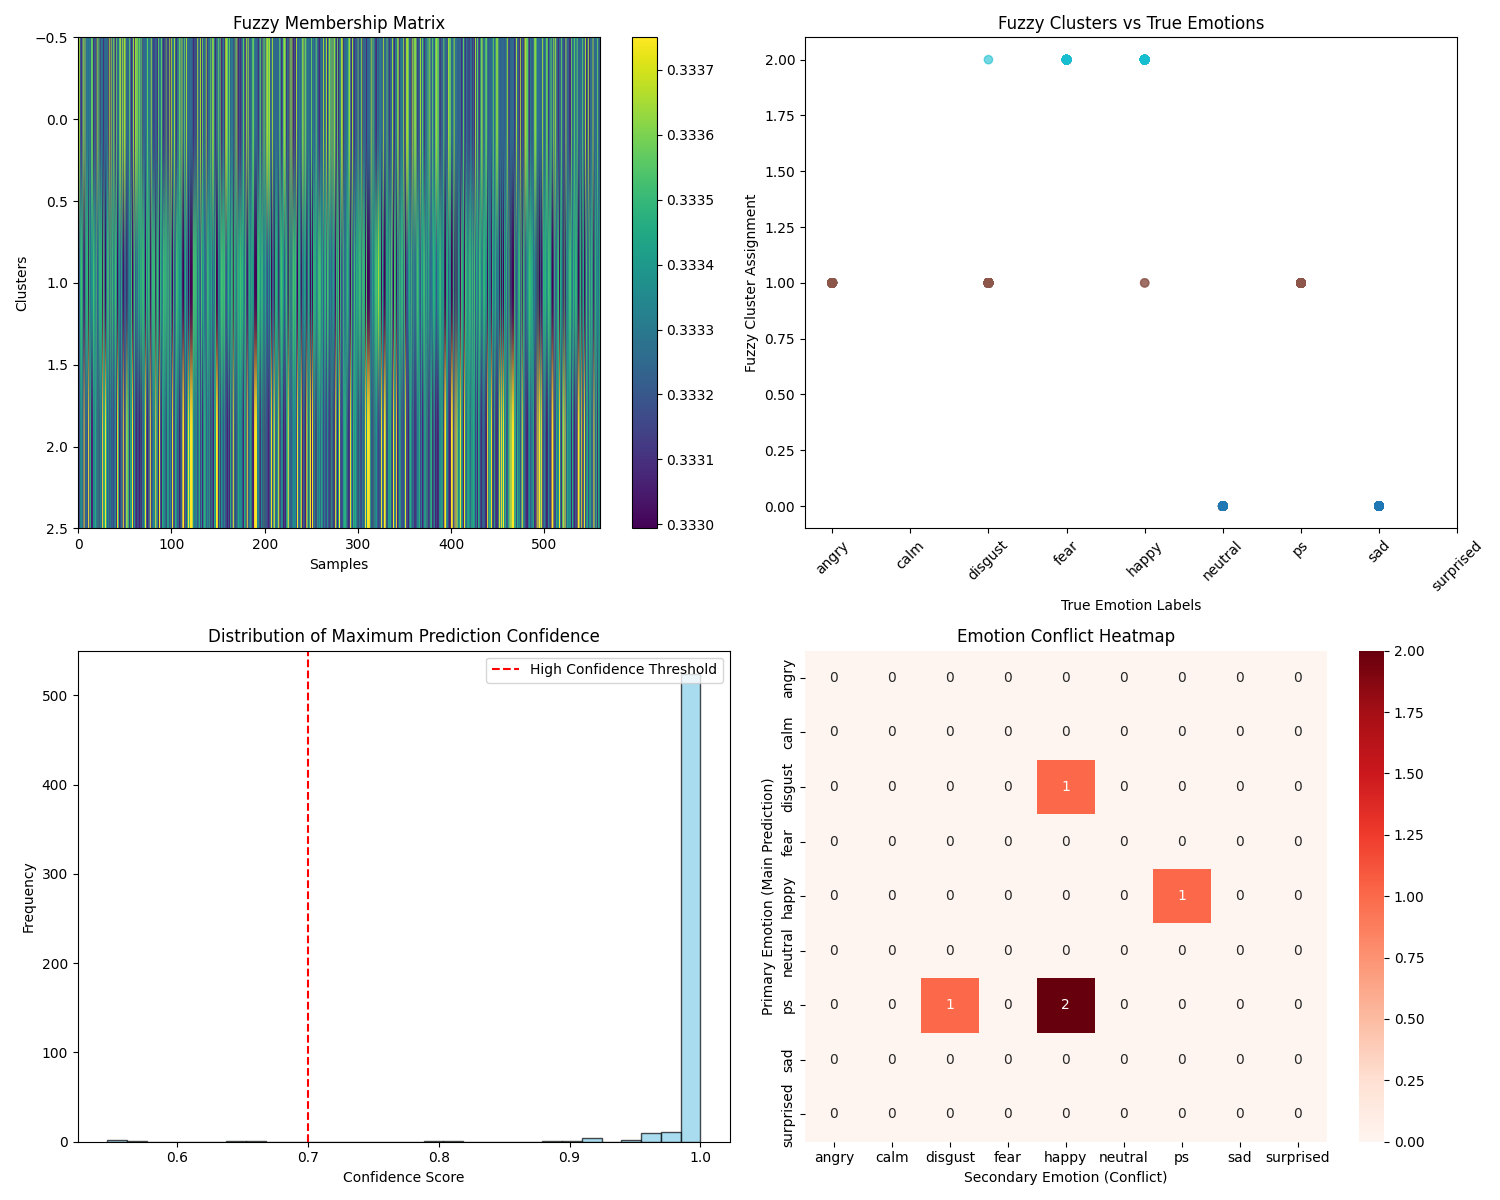 Fuzzy Membership Matrix
−0.5
0.0
0.5
1.0
1.5
2.0
2.5
Clusters
0 100 200 300 400 500
Samples
0.3337
0.3336
0.3335
0.3334
0.3333
0.3332
0.3331
0.3330
Fuzzy Clusters vs True Emotions
2.00
1.75
1.50
1.25
1.00
0.75
0.50
0.25
0.00
Fuzzy Cluster Assignment
angry calm disgust fear happy neutral ps sad surprised
True Emotion Labels
Distribution of Maximum Prediction Confidence
High Confidence Threshold
500
400
300
200
100
0
Frequency
0.6 0.7 0.8 0.9 1.0
Confidence Score
Emotion Conflict Heatmap
Primary Emotion (Main Prediction)
angry 0 0 0 0 0 0 0 0 0
calm 0 0 0 0 0 0 0 0 0
disgust 0 0 0 0 1 0 0 0 0
fear 0 0 0 0 0 0 0 0 0
happy 0 0 0 0 0 0 1 0 0
neutral 0 0 0 0 0 0 0 0 0
ps 0 0 1 0 2 0 0 0 0
sad 0 0 0 0 0 0 0 0 0
surprised 0 0 0 0 0 0 0 0 0
angry calm disgust fear happy neutral ps sad surprised
Secondary Emotion (Conflict)
2.00
1.75
1.50
1.25
1.00
0.75
0.50
0.25
0.00